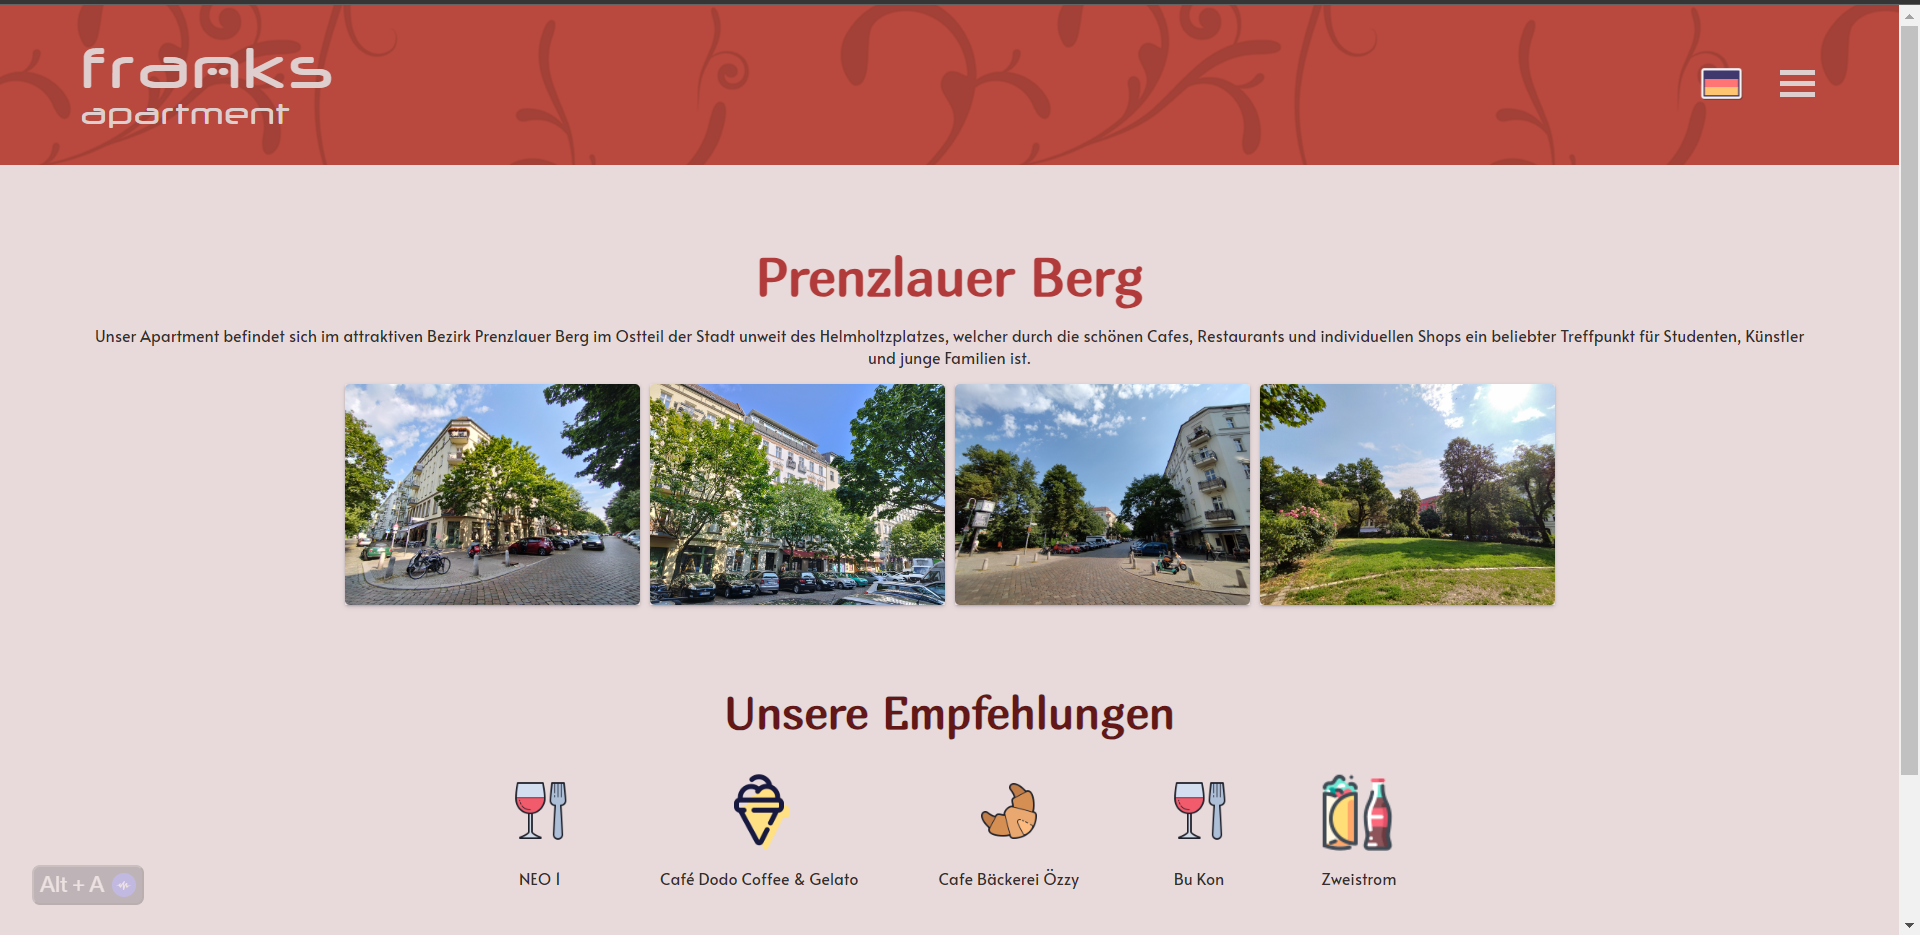 franks
apartment
Prenzlauer Berg
Unser Apartment befindet sich im attraktiven Bezirk Prenzlauer Berg im Ostteil der Stadt unweit des Helmholtzplatzes, welcher durch die schönen Cafes, Restaurants und individuellen Shops ein beliebter Treffpunkt für Studenten, Künstler
und junge Familien ist.
Unsere Empfehlungen
NEO I
Café Dodo Coffee & Gelato
Cafe Bäckerei Özzy
Bu Kon
Zweistrom
Alt + A